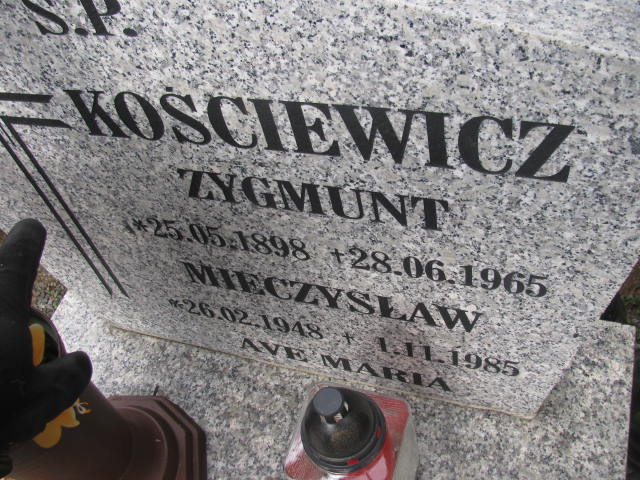 Ś.P.
KOŚCIEWICZ
ZYGMUNT
*25.05.1898 +28.06.1965
MIECZYSŁAW
*26.02.1948 + 1.11.1985
AVE MARIA